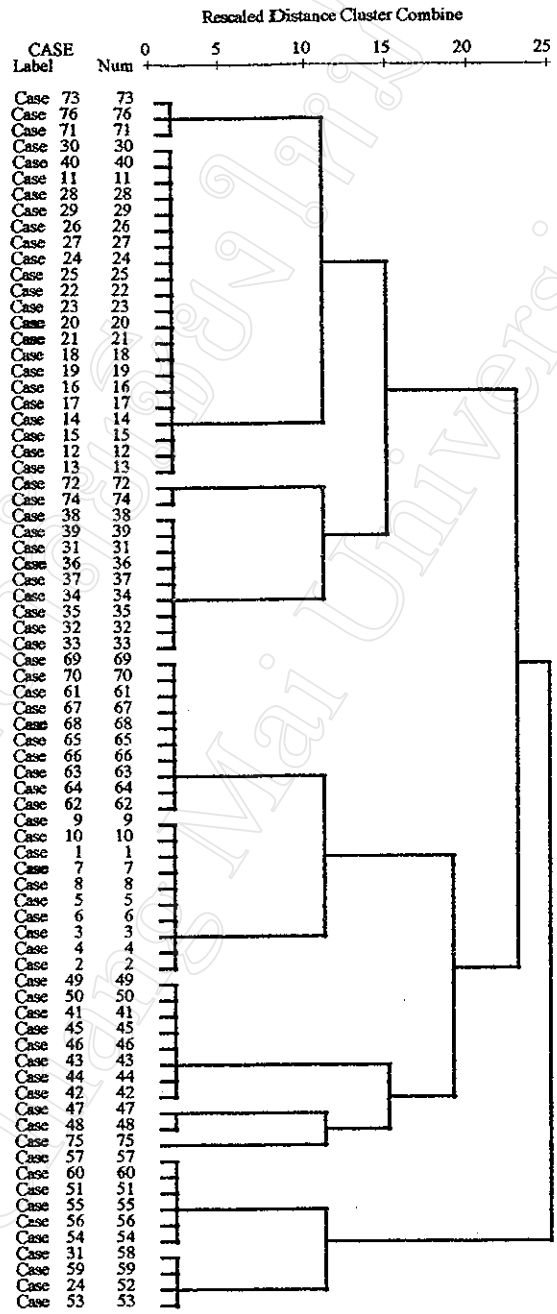 Rescaled Distance Cluster Combine
CASE 0 5 10 15 20 25
Label Num
Case 73 73
Case 76 76
Case 71 71
Case 30 30
Case 40 40
Case 11 11
Case 28 28
Case 29 29
Case 26 26
Case 27 27
Case 24 24
Case 25 25
Case 22 22
Case 23 23
Case 20 20
Case 21 21
Case 18 18
Case 19 19
Case 16 16
Case 17 17
Case 14 14
Case 15 15
Case 12 12
Case 13 13
Case 72 72
Case 74 74
Case 38 38
Case 39 39
Case 31 31
Case 36 36
Case 37 37
Case 34 34
Case 35 35
Case 32 32
Case 33 33
Case 69 69
Case 70 70
Case 61 61
Case 67 67
Case 68 68
Case 65 65
Case 66 66
Case 63 63
Case 64 64
Case 62 62
Case 9 9
Case 10 10
Case 1 1
Case 7 7
Case 8 8
Case 5 5
Case 6 6
Case 3 3
Case 4 4
Case 2 2
Case 49 49
Case 50 50
Case 41 41
Case 45 45
Case 46 46
Case 43 43
Case 44 44
Case 42 42
Case 47 47
Case 48 48
Case 75 75
Case 57 57
Case 60 60
Case 51 51
Case 55 55
Case 56 56
Case 54 54
Case 31 58
Case 59 59
Case 24 52
Case 53 53